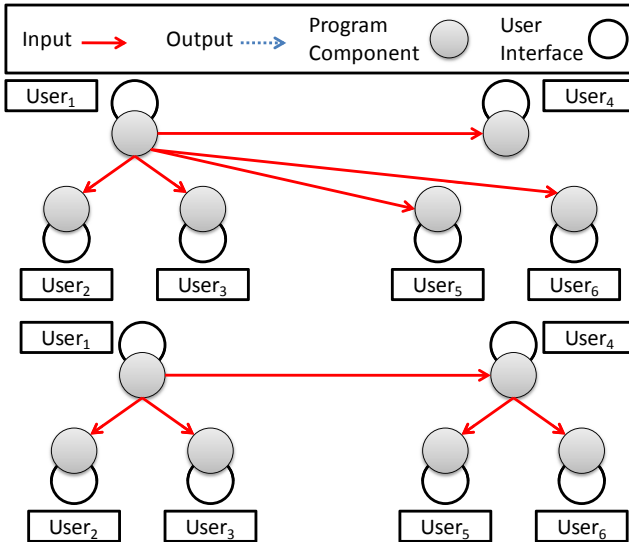 Input Output Program Component User Interface
User₁ User₄
User₂ User₃ User₅ User₆
User₁ User₄
User₂ User₃ User₅ User₆